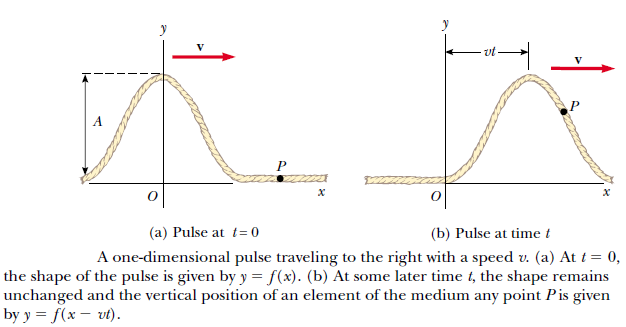 y
v
A
P
O
x
(a) Pulse at t = 0
y
vt
v
P
O
x
(b) Pulse at time t
A one-dimensional pulse traveling to the right with a speed v. (a) At t = 0,
the shape of the pulse is given by y = f(x). (b) At some later time t, the shape remains
unchanged and the vertical position of an element of the medium any point P is given
by y = f(x − vt).